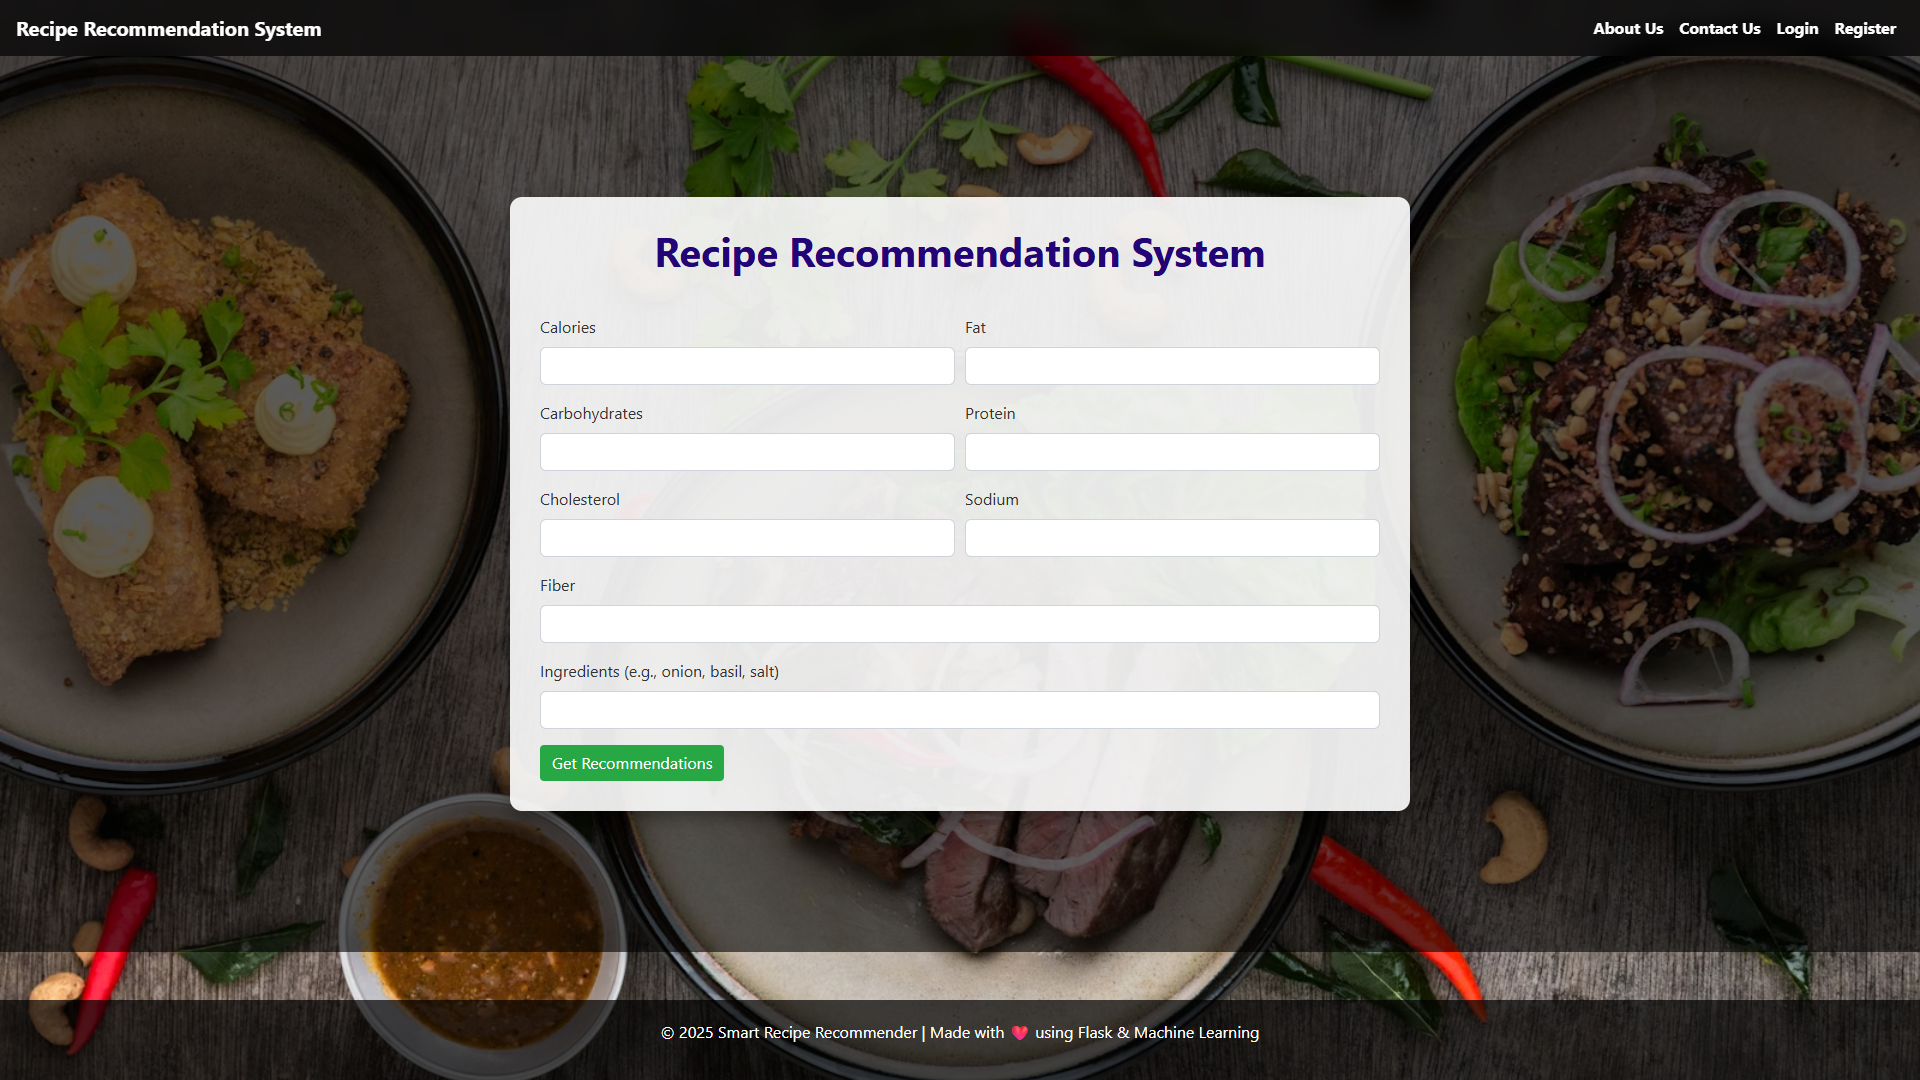 Recipe Recommendation System
About Us Contact Us Login Register
Recipe Recommendation System
Calories Fat
Carbohydrates Protein
Cholesterol Sodium
Fiber
Ingredients (e.g., onion, basil, salt)
Get Recommendations
© 2025 Smart Recipe Recommender | Made with ❤️ using Flask & Machine Learning